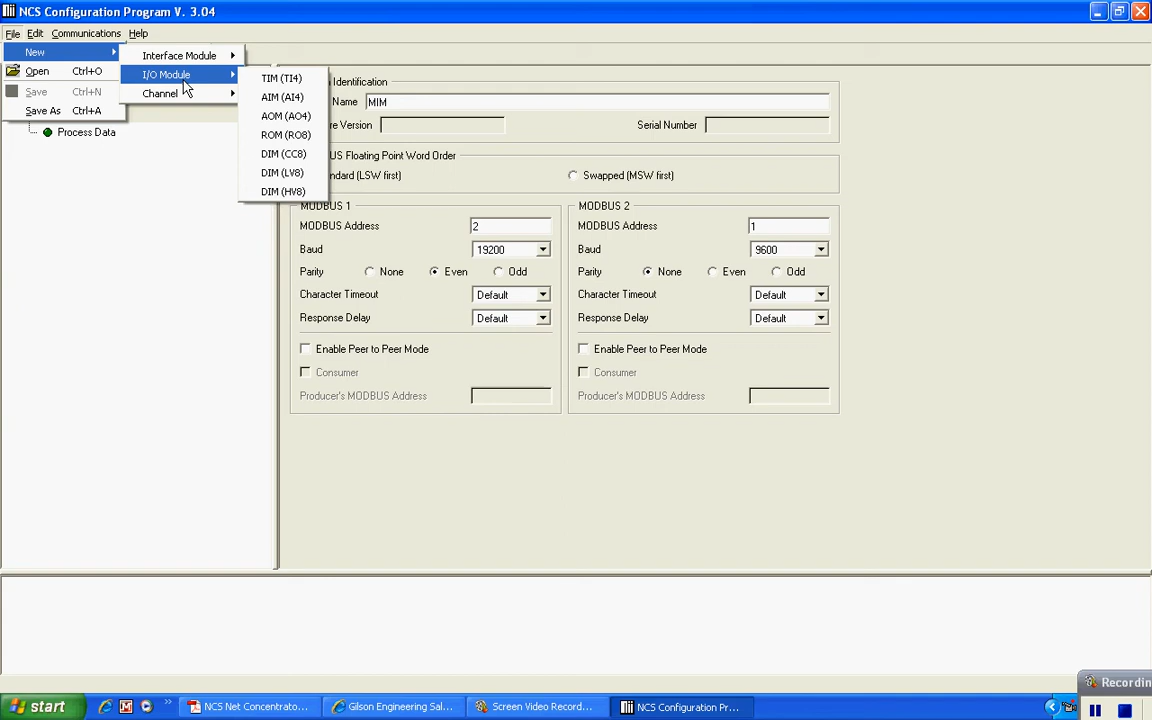 NCS Configuration Program V. 3.04
File Edit Communications Help
New
Open Ctrl+O
Save Ctrl+N
Save As Ctrl+A
Interface Module
I/O Module
Channel
TIM (TI4)
AIM (AI4)
AOM (AO4)
ROM (RO8)
DIM (CC8)
DIM (LV8)
DIM (HV8)
Process Data
Identification
Name MIM
Version Serial Number
Floating Point Word Order
(LSW first) Swapped (MSW first)
MODBUS 1 MODBUS 2
MODBUS Address 2 MODBUS Address 1
Baud 19200 Baud 9600
Parity None Even Odd Parity None Even Odd
Character Timeout Default Character Timeout Default
Response Delay Default Response Delay Default
Enable Peer to Peer Mode Enable Peer to Peer Mode
Consumer Consumer
Producer's MODBUS Address Producer's MODBUS Address
Recordin
start NCS Net Concentrato... Gilson Engineering Sal... Screen Video Record... NCS Configuration Pr...